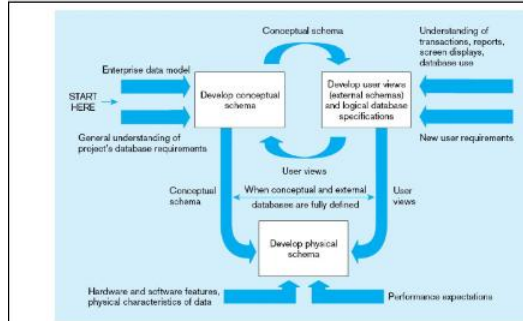 Conceptual schema
Understanding of
transactions, reports,
screen displays,
database use
Enterprise data model
START
HERE
Develop conceptual
schema
Develop user views
(external schemas)
and logical database
specifications
General understanding of
project's database requirements
New user requirements
User views
Conceptual
schema
When conceptual and external
databases are fully defined
User
views
Develop physical
schema
Hardware and software features,
physical characteristics of data
Performance expectations